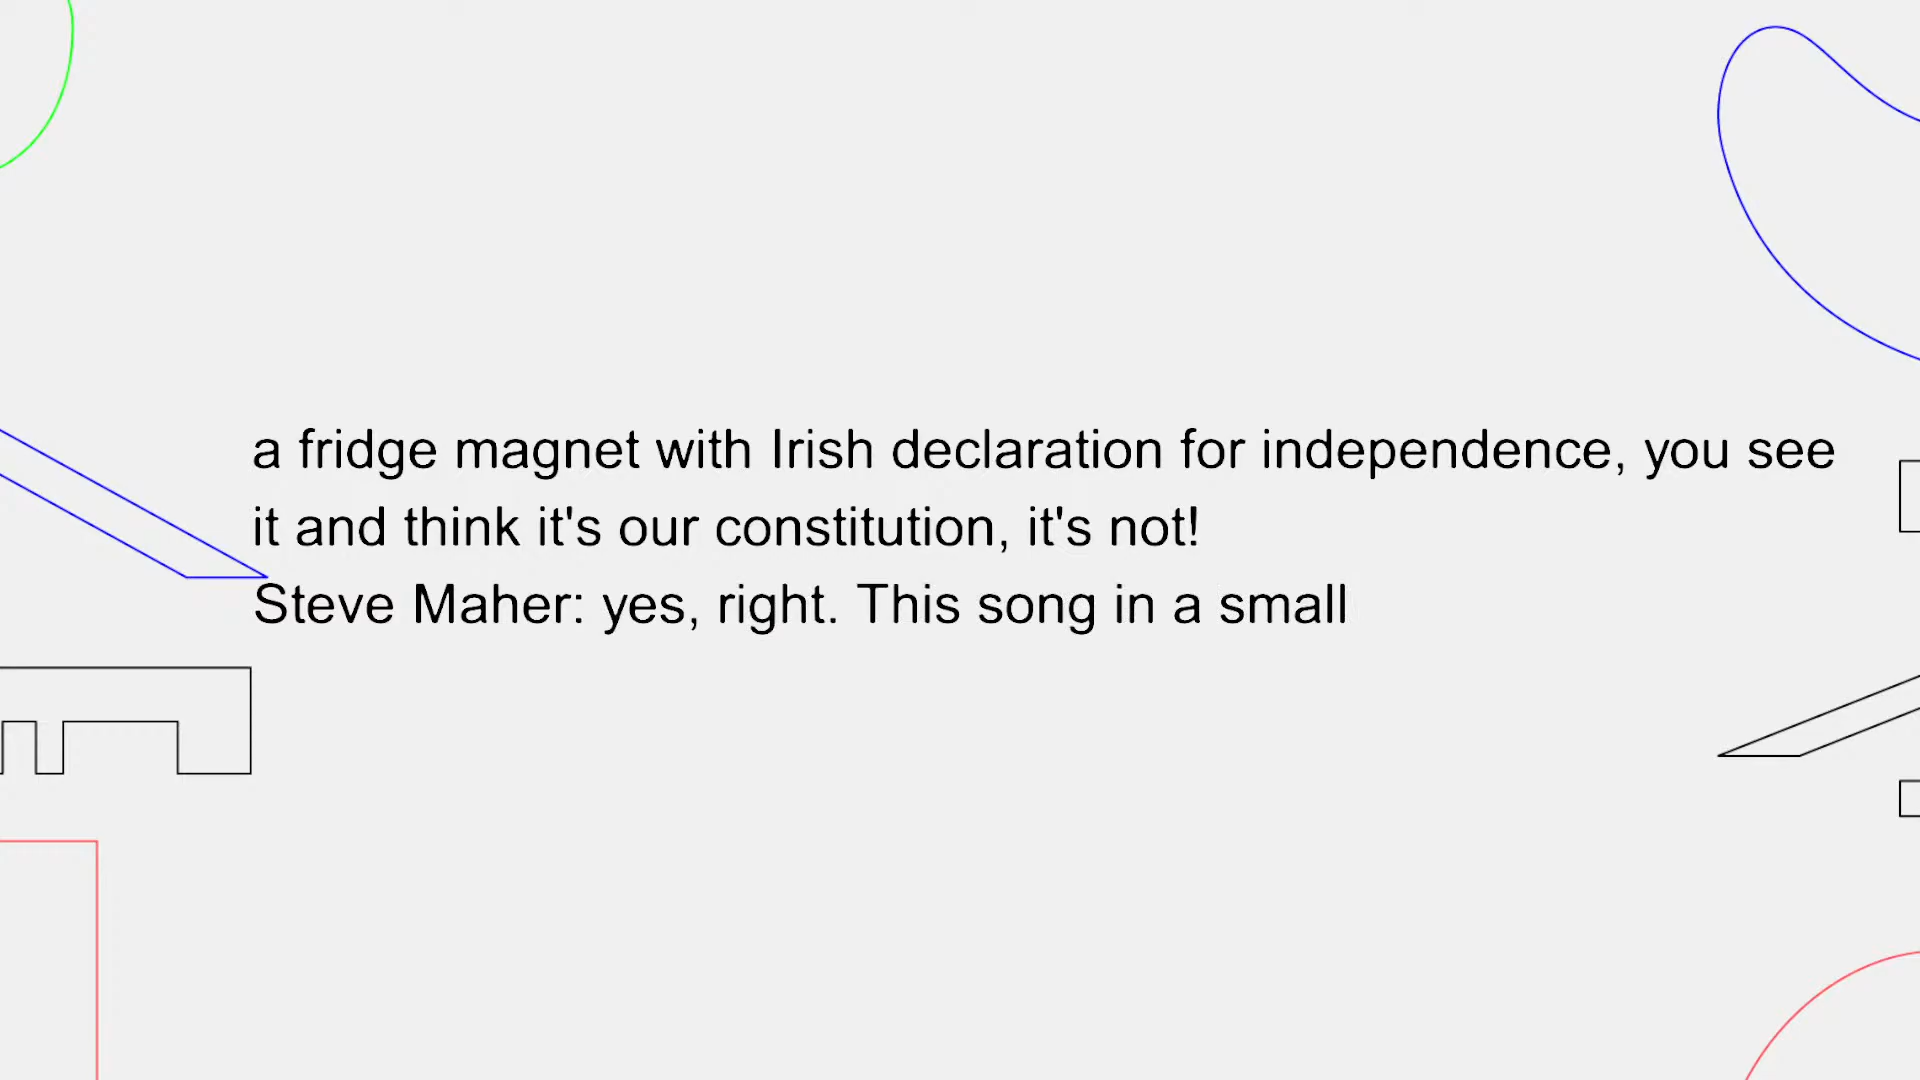 a fridge magnet with Irish declaration for independence, you see
it and think it's our constitution, it's not!
Steve Maher: yes, right. This song in a small